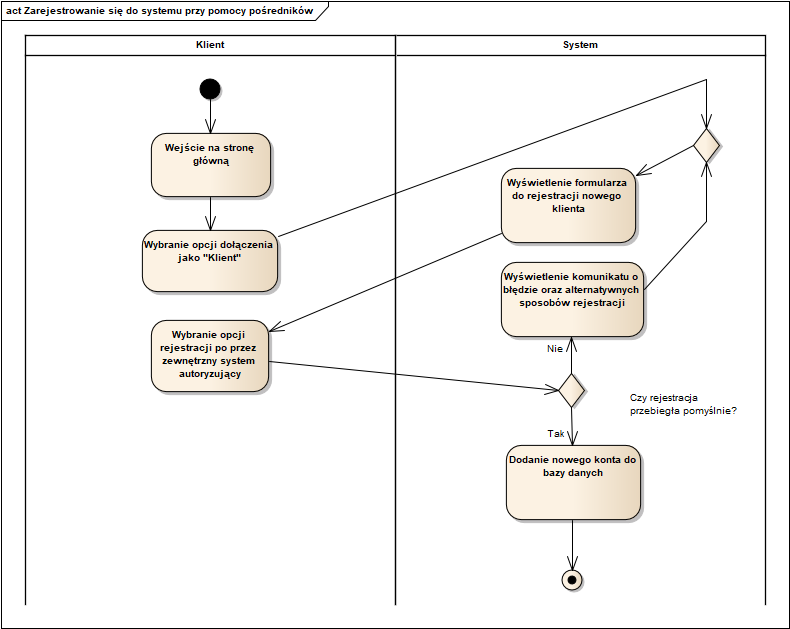 act Zarejestrowanie się do systemu przy pomocy pośredników
Klient
System
Wejście na stronę
główną
Wybranie opcji dołączenia
jako "Klient"
Wyświetlenie formularza
do rejestracji nowego
klienta
Wybranie opcji
rejestracji po przez
zewnętrzny system
autoryzujący
Wyświetlenie komunikatu o
błędzie oraz alternatywnych
sposobów rejestracji
Nie
Czy rejestracja
przebiegła pomyślnie?
Tak
Dodanie nowego konta do
bazy danych